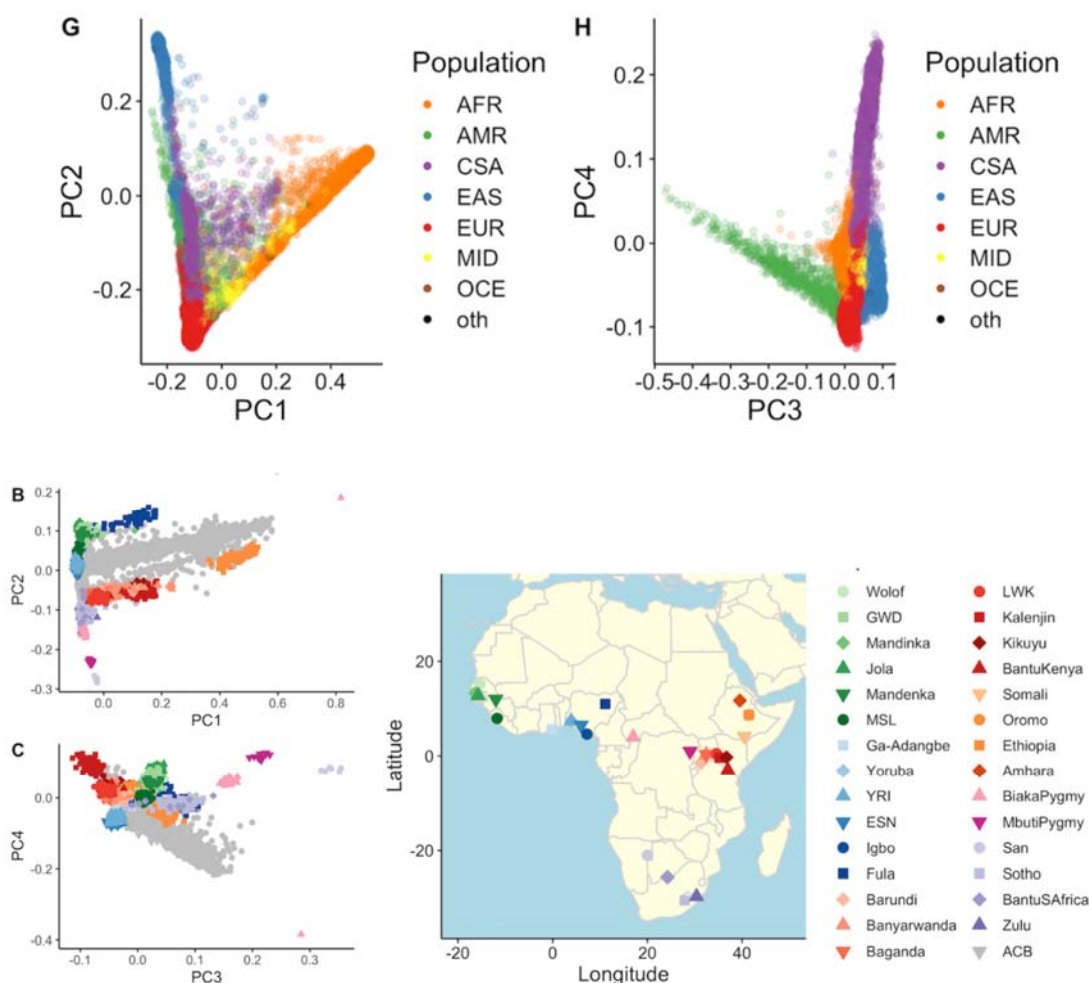 G
Population
AFR
AMR
CSA
EAS
EUR
MID
OCE
oth
PC2
0.2
0.0
-0.2
-0.2 0.0 0.2 0.4
PC1
H
Population
AFR
AMR
CSA
EAS
EUR
MID
OCE
oth
PC4
0.2
0.1
0.0
-0.1
-0.5-0.4-0.3-0.2-0.10.0 0.1
PC3
B
PC2
0.2
0.1
0.0
-0.1
-0.2
-0.3
0.0 0.2 0.4 0.6 0.8
PC1
C
PC4
0.0
-0.2
-0.4
-0.1 0.0 0.1 0.2 0.3
PC3
Latitude
20
0
-20
-20 0 20 40
Longitude
Wolof
GWD
Mandinka
Jola
Mandenka
MSL
Ga-Adangbe
Yoruba
YRI
ESN
Igbo
Fula
Barundi
Banyarwanda
Baganda
LWK
Kalenjin
Kikuyu
BantuKenya
Somali
Oromo
Ethiopia
Amhara
BiakaPygmy
MbutiPygmy
San
Sotho
BantuSAfrica
Zulu
ACB